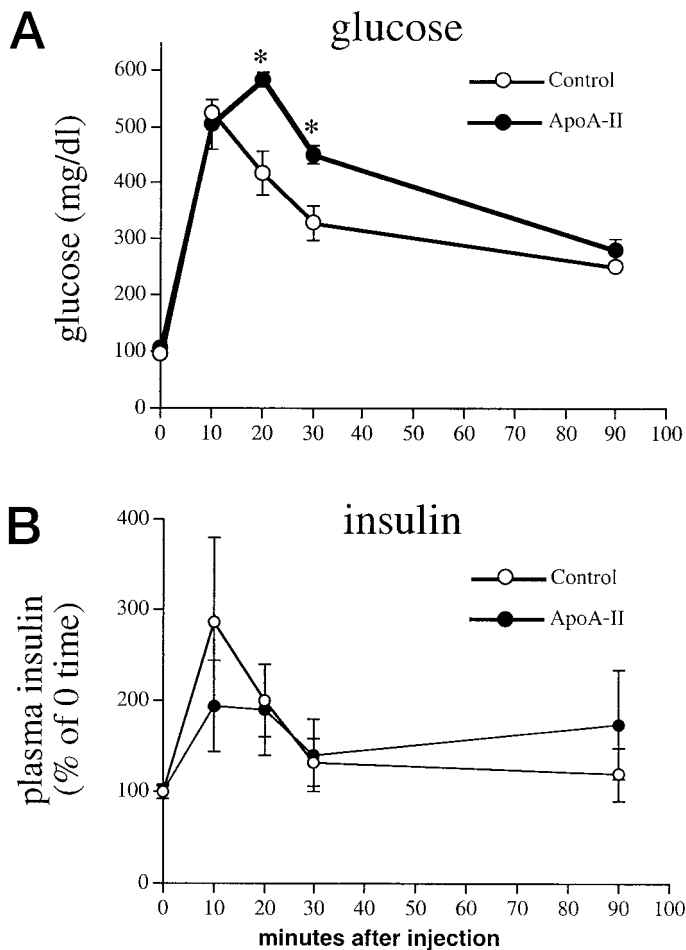 A
glucose
glucose (mg/dl)
600
500
400
300
200
100
0
*
*
Control
ApoA-II
0 10 20 30 40 50 60 70 80 90 100
B
insulin
plasma insulin
(% of 0 time)
400
300
200
100
0
Control
ApoA-II
0 10 20 30 40 50 60 70 80 90 100
minutes after injection